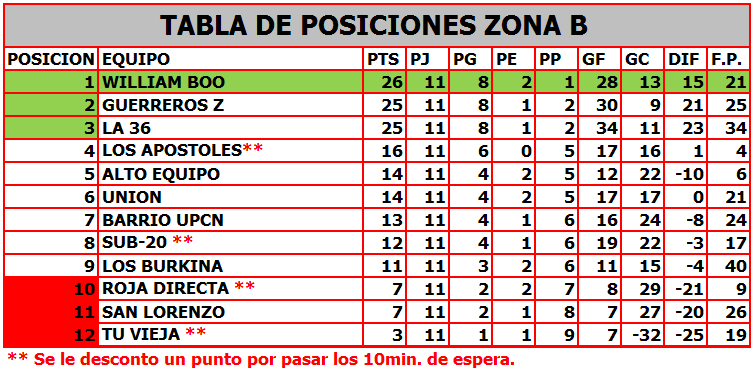 TABLA DE POSICIONES ZONA B
POSICION EQUIPO PTS PJ PG PE PP GF GC DIF F.P.
1 WILLIAM BOO 26 11 8 2 1 28 13 15 21
2 GUERREROS Z 25 11 8 1 2 30 9 21 25
3 LA 36 25 11 8 1 2 34 11 23 34
4 LOS APOSTOLES** 16 11 6 0 5 17 16 1 4
5 ALTO EQUIPO 14 11 4 2 5 12 22 -10 6
6 UNION 14 11 4 2 5 17 17 0 21
7 BARRIO UPCN 13 11 4 1 6 16 24 -8 24
8 SUB-20 ** 12 11 4 1 6 19 22 -3 17
9 LOS BURKINA 11 11 3 2 6 11 15 -4 40
10 ROJA DIRECTA ** 7 11 2 2 7 8 29 -21 9
11 SAN LORENZO 7 11 2 1 8 7 27 -20 26
12 TU VIEJA ** 3 11 1 1 9 7 -32 -25 19
** Se le desconto un punto por pasar los 10min. de espera.